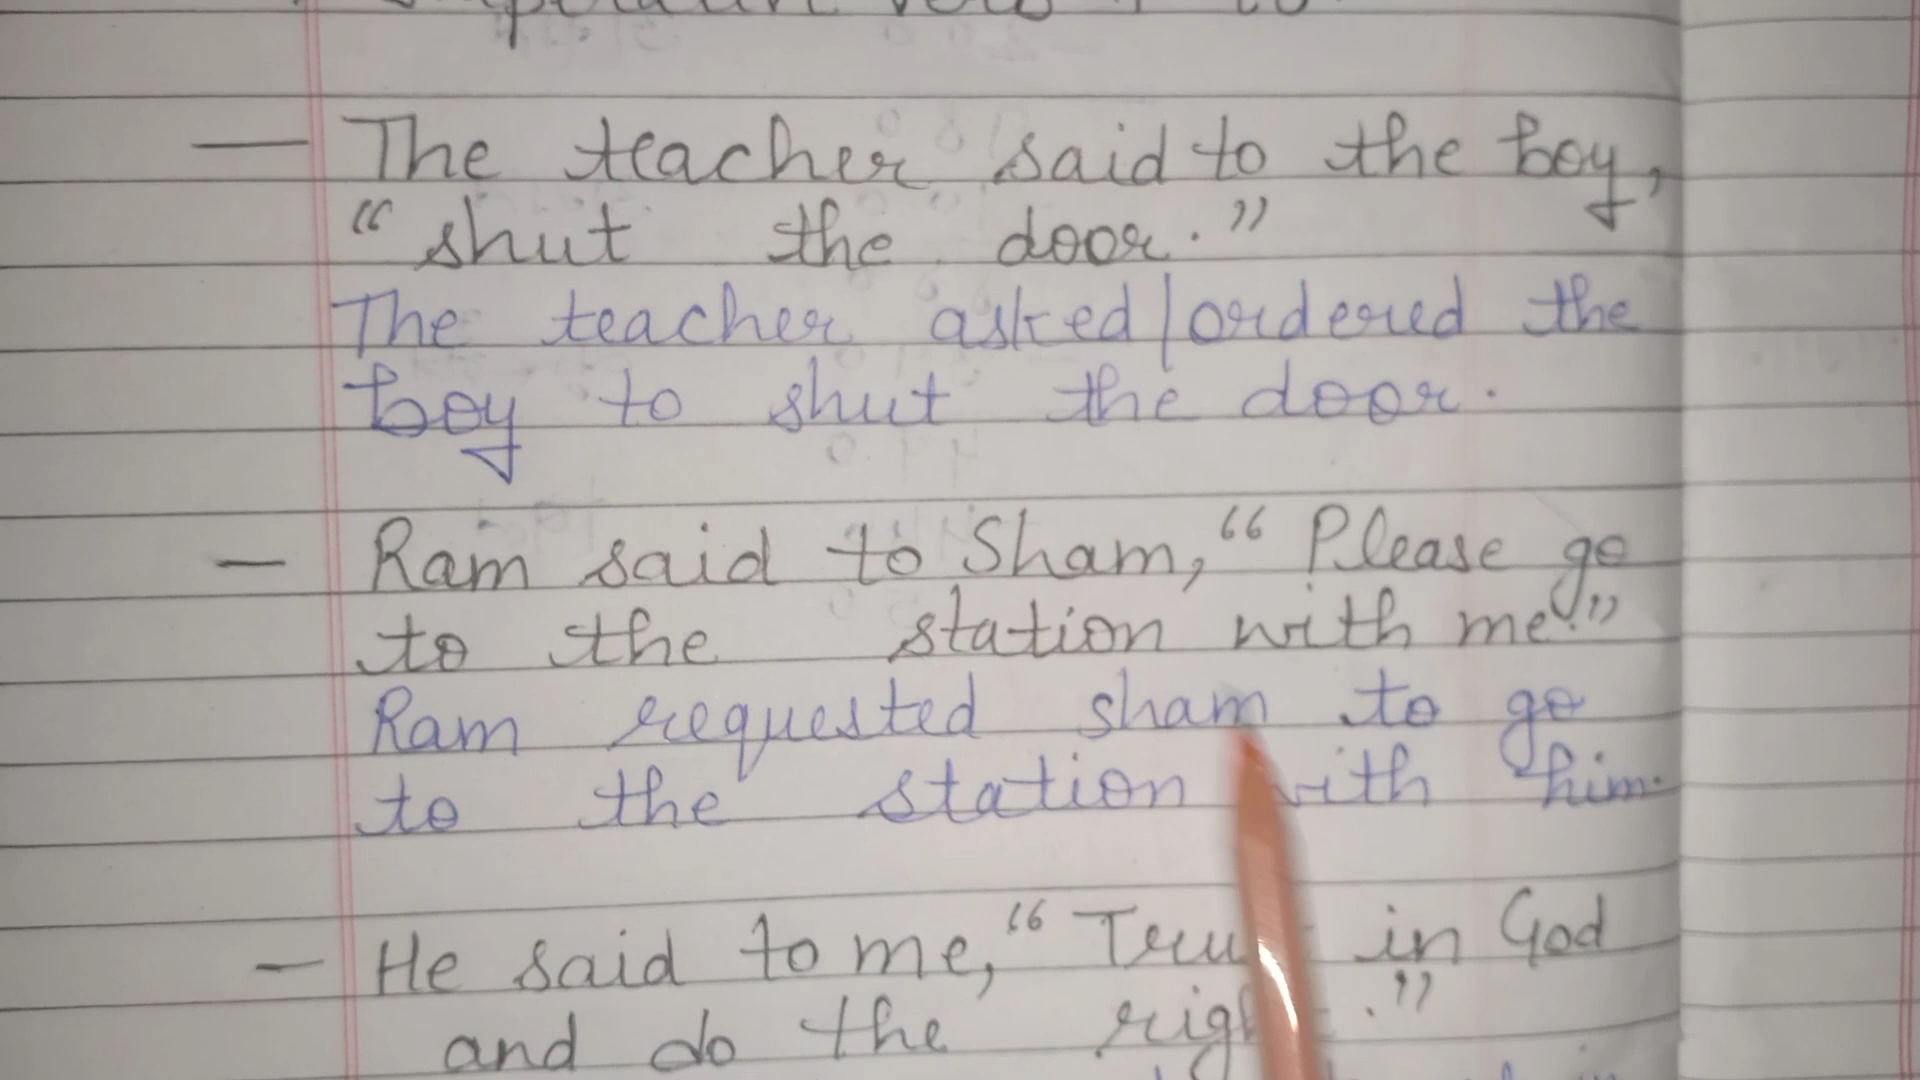 — The teacher said to the boy,
"shut the door."
The teacher asked/ordered the
boy to shut the door.
— Ram said to Sham, "Please go
to the station with me."
Ram requested sham to go
to the station with him.
— He said to me, " in God
and do the ."